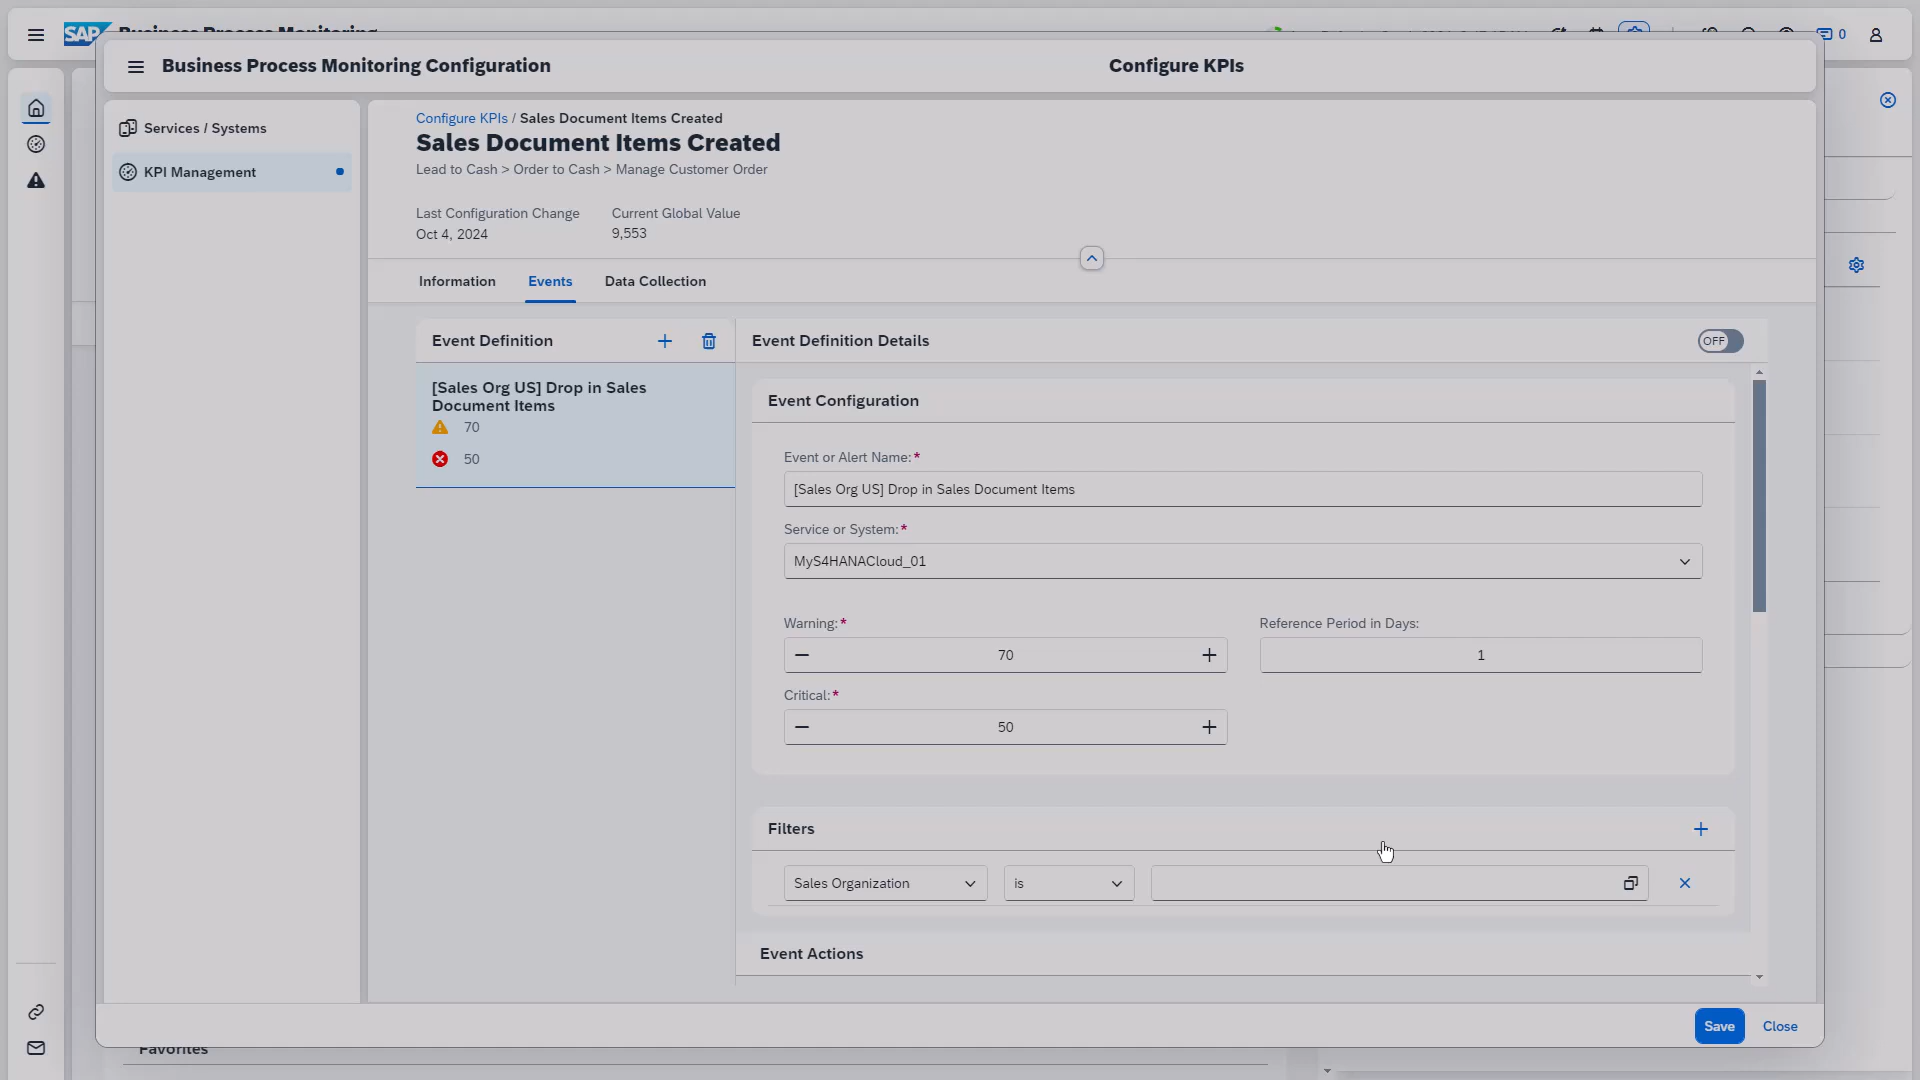 SAP Business Process Monitoring
0
Business Process Monitoring Configuration
Configure KPIs
Services / Systems
KPI Management
Configure KPIs / Sales Document Items Created
Sales Document Items Created
Lead to Cash > Order to Cash > Manage Customer Order
Last Configuration Change
Current Global Value
Oct 4, 2024
9,553
Information
Events
Data Collection
Event Definition
Event Definition Details
OFF
[Sales Org US] Drop in Sales
Document Items
70
50
Event Configuration
Event or Alert Name:*
[Sales Org US] Drop in Sales Document Items
Service or System:*
MyS4HANACloud_01
Warning:*
Reference Period in Days:
70
1
Critical:*
50
Filters
Sales Organization
is
Event Actions
Save
Close
Favorites